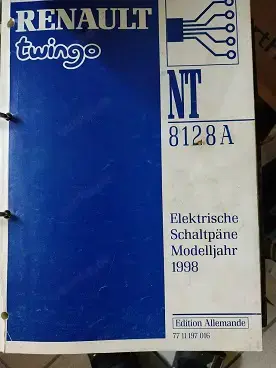 RENAULT
twingo
NT
8128A
Elektrische
Schaltpäne
Modelljahr
1998
Edition Allemande
77 11 197 016